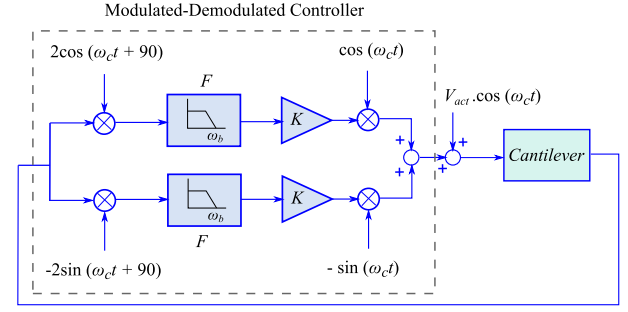 Modulated-Demodulated Controller
2cos (ωct + 90)
F
cos (ωct)
Vact .cos (ωct)
K
ωb
+
+
+
+
Cantilever
K
ωb
F
-2sin (ωct + 90)
- sin (ωct)